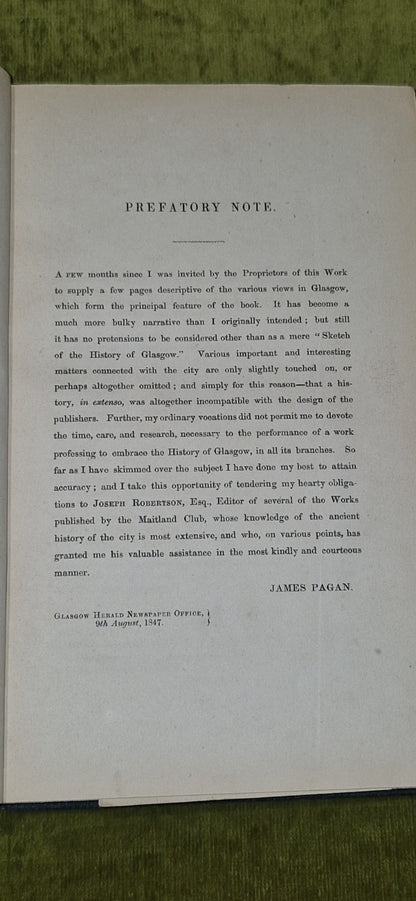 PREFATORY NOTE.
A FEW months since I was invited by the Proprietors of this Work
to supply a few pages descriptive of the various views in Glasgow,
which form the principal feature of the book. It has become a
much more bulky narrative than I originally intended ; but still
it has no pretensions to be considered other than as a mere “ Sketch
of the History of Glasgow.” Various important and interesting
matters connected with the city are only slightly touched on, or
perhaps altogether omitted ; and simply for this reason—that a his-
tory, in extenso, was altogether incompatible with the design of the
publishers. Further, my ordinary vocations did not permit me to devote
the time, care, and research, necessary to the performance of a work
professing to embrace the History of Glasgow, in all its branches. So
far as I have skimmed over the subject I have done my best to attain
accuracy ; and I take this opportunity of tendering my hearty obliga-
tions to JOSEPH ROBERTSON, Esq., Editor of several of the Works
published by the Maitland Club, whose knowledge of the ancient
history of the city is most extensive, and who, on various points, has
granted me his valuable assistance in the most kindly and courteous
manner.
JAMES PAGAN.
GLASGOW HERALD NEWSPAPER OFFICE, }
9th August, 1847. }